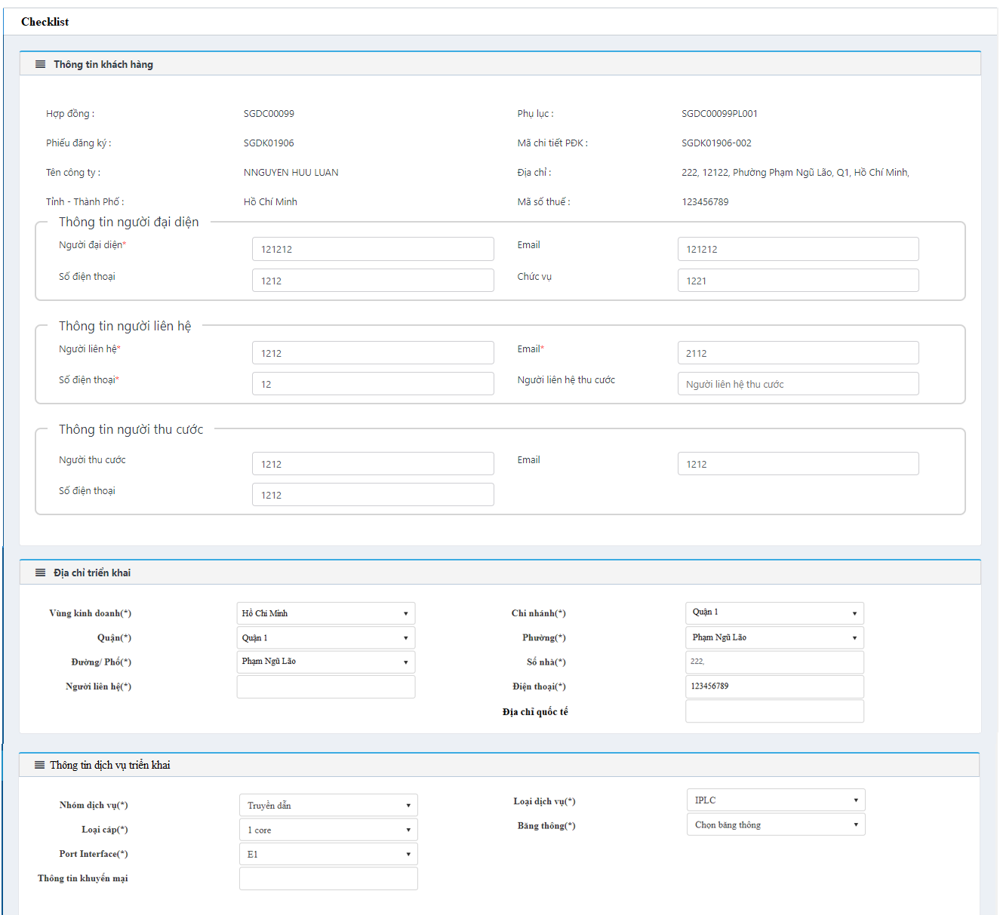 Checklist
Thông tin khách hàng
Hợp đồng : SGDC00099 Phụ lục : SGDC00099PL001
Phiếu đăng ký : SGDK01906 Mã chi tiết PĐK : SGDK01906-002
Tên công ty : NNGUYEN HUU LUAN Địa chỉ : 222, 12122, Phường Phạm Ngũ Lão, Q1, Hồ Chí Minh,
Tỉnh - Thành Phố : Hồ Chí Minh Mã số thuế : 123456789
Thông tin người đại diện
Người đại diện* 121212 Email 121212
Số điện thoại 1212 Chức vụ 1221
Thông tin người liên hệ
Người liên hệ* 1212 Email* 2112
Số điện thoại* 12 Người liên hệ thu cước Người liên hệ thu cước
Thông tin người thu cước
Người thu cước 1212 Email 1212
Số điện thoại 1212
Địa chỉ triển khai
Vùng kinh doanh(*) Hồ Chí Minh Chi nhánh(*) Quận 1
Quận(*) Quận 1 Phường(*) Phạm Ngũ Lão
Đường/ Phố(*) Phạm Ngũ Lão Số nhà(*) 222,
Người liên hệ(*) Điện thoại(*) 123456789
Địa chỉ quốc tế
Thông tin dịch vụ triển khai
Nhóm dịch vụ(*) Truyền dẫn Loại dịch vụ(*) IPLC
Loại cáp(*) 1 core Băng thông(*) Chọn băng thông
Port Interface(*) E1
Thông tin khuyến mại